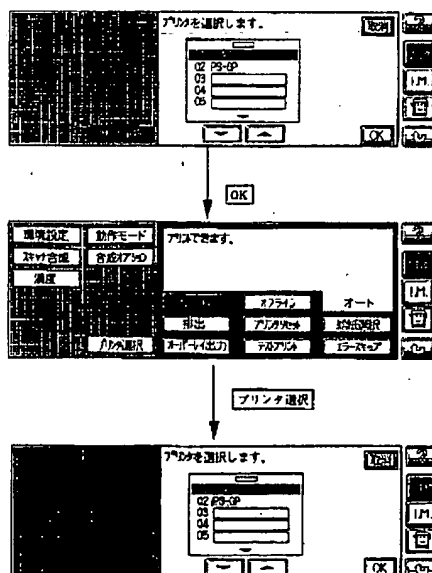 プリンタを選択します。
取消
02 PS-GP
03
04
05
OK
I.M.
OK
環境設定
動作モード
プリントできます。
スキャナ合成
合成オプション
濃度
オフライン
オート
排出
プリンタリセット
給紙選択
プリンタ選択
オーバーレイ出力
テストプリント
エラースキップ
I.M.
プリンタ選択
プリンタを選択します。
取消
02 PS-GP
03
04
05
OK
I.M.